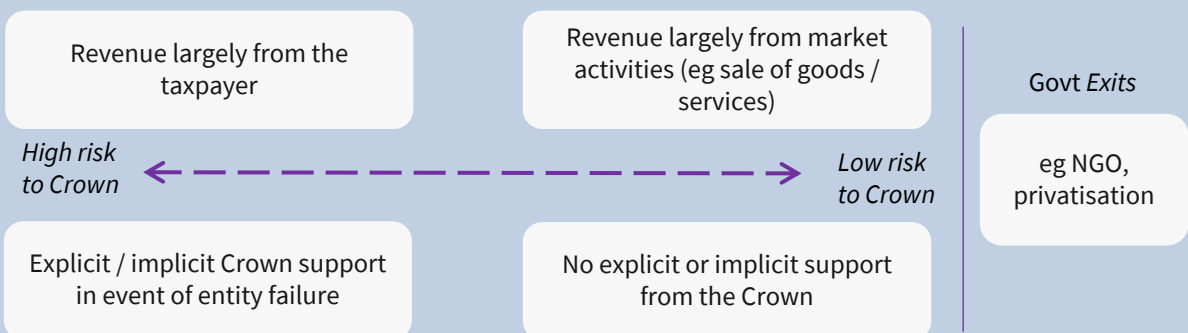 Revenue largely from the
taxpayer
Revenue largely from market
activities (eg sale of goods /
services)
Govt Exits
High risk
to Crown
Low risk
to Crown
eg NGO,
privatisation
Explicit / implicit Crown support
in event of entity failure
No explicit or implicit support
from the Crown